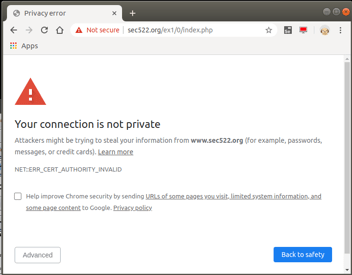 Privacy error
Not secure | sec522.org/ex1/0/index.php
Apps
Your connection is not private
Attackers might be trying to steal your information from www.sec522.org (for example, passwords,
messages, or credit cards). Learn more
NET::ERR_CERT_AUTHORITY_INVALID
Help improve Chrome security by sending URLs of some pages you visit, limited system information, and
some page content to Google. Privacy policy
Advanced
Back to safety